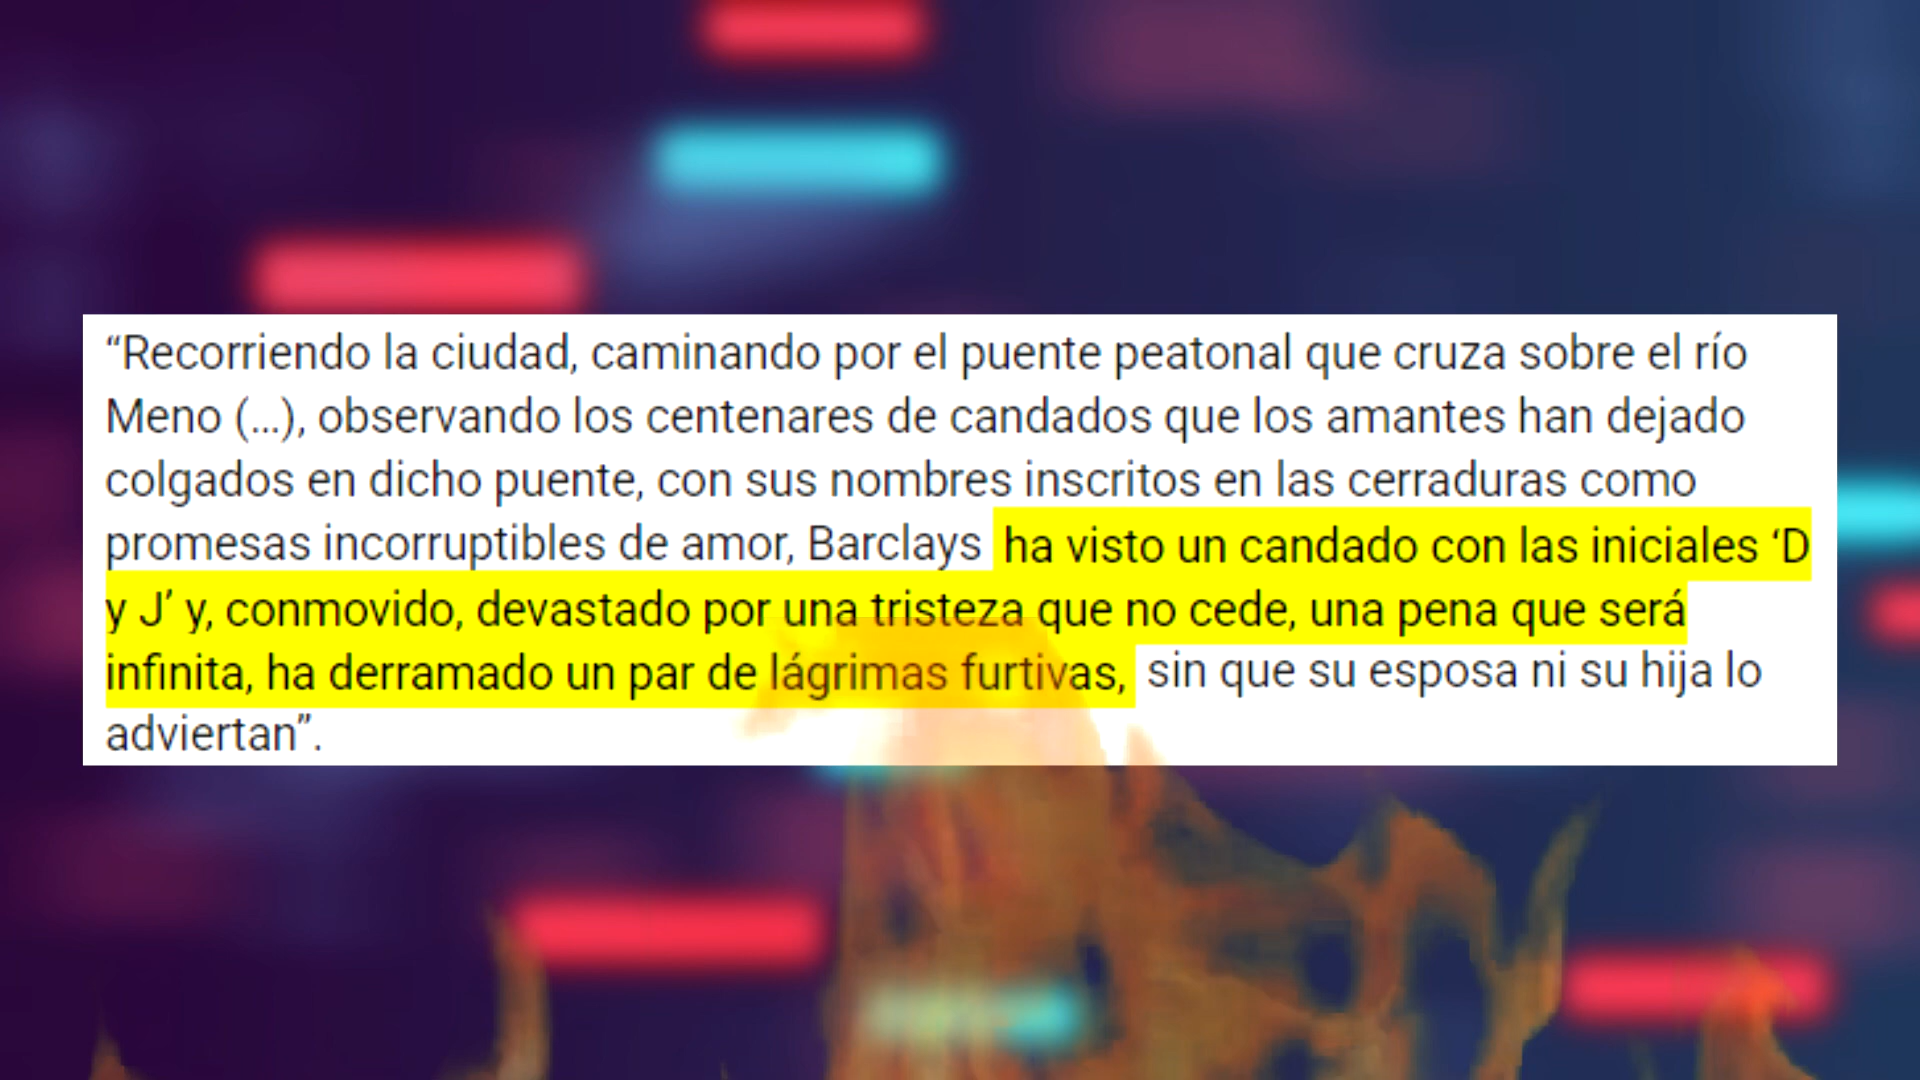 “Recorriendo la ciudad, caminando por el puente peatonal que cruza sobre el río
Meno (...), observando los centenares de candados que los amantes han dejado
colgados en dicho puente, con sus nombres inscritos en las cerraduras como
promesas incorruptibles de amor, Barclays ha visto un candado con las iniciales ‘D
y J’ y, conmovido, devastado por una tristeza que no cede, una pena que será
infinita, ha derramado un par de lágrimas furtivas, sin que su esposa ni su hija lo
adviertan”.